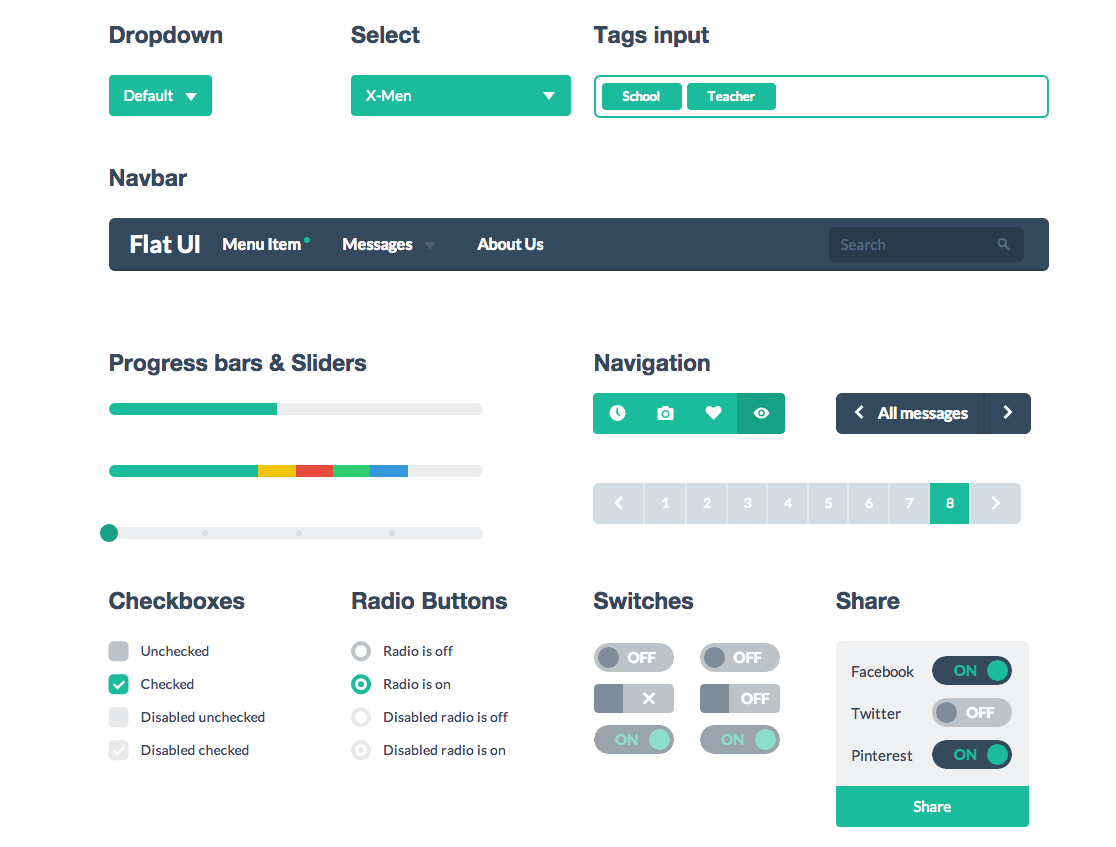 Dropdown
Select
Tags input
Default
X-Men
School
Teacher
Navbar
Flat UI
Menu Item
Messages
About Us
Search
Progress bars & Sliders
Navigation
All messages
1 2 3 4 5 6 7 8
Checkboxes
Unchecked
Checked
Disabled unchecked
Disabled checked
Radio Buttons
Radio is off
Radio is on
Disabled radio is off
Disabled radio is on
Switches
OFF
OFF
OFF
ON
ON
Share
Facebook ON
Twitter OFF
Pinterest ON
Share